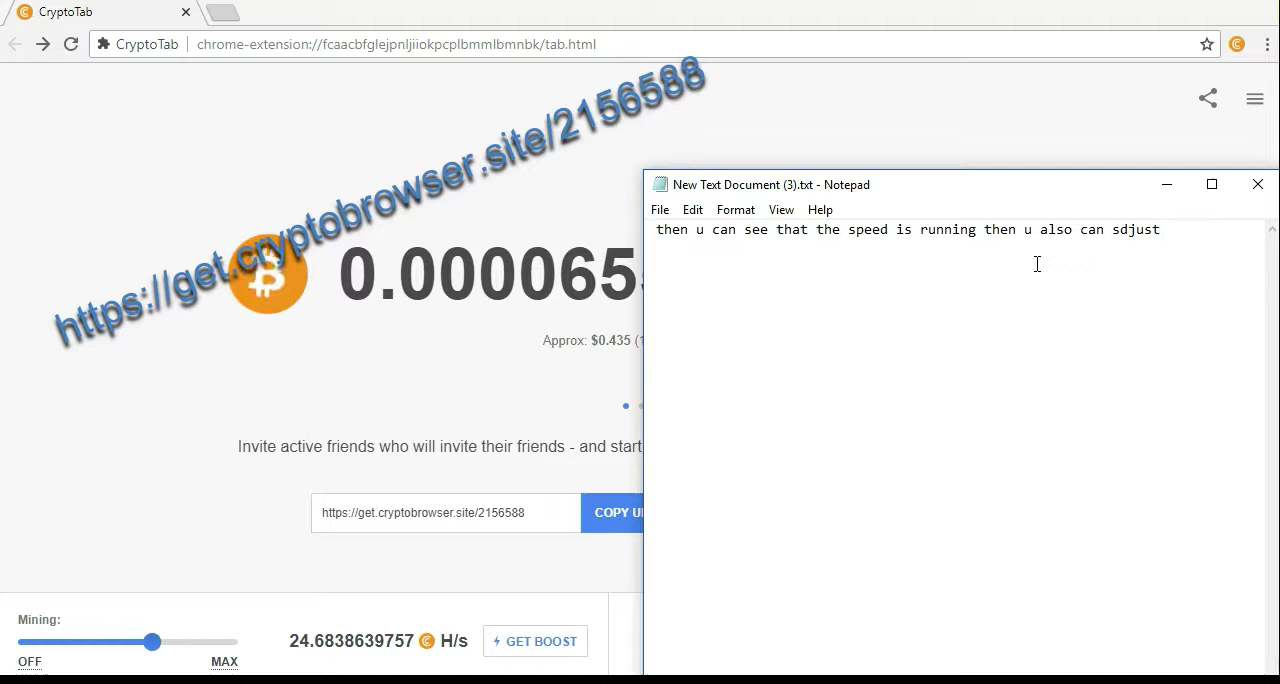 CryptoTab
CryptoTab chrome-extension://fcaacbfglejpnljiiokpcplbmmlbmnbk/tab.html
https://get.cryptobrowser.site/2156588
New Text Document (3).txt - Notepad
File Edit Format View Help
then u can see that the speed is running then u also can sdjust
0.000065
Approx: $0.435 (1
Invite active friends who will invite their friends - and start
https://get.cryptobrowser.site/2156588 COPY U
Mining:
24.6838639757 H/s GET BOOST
OFF MAX